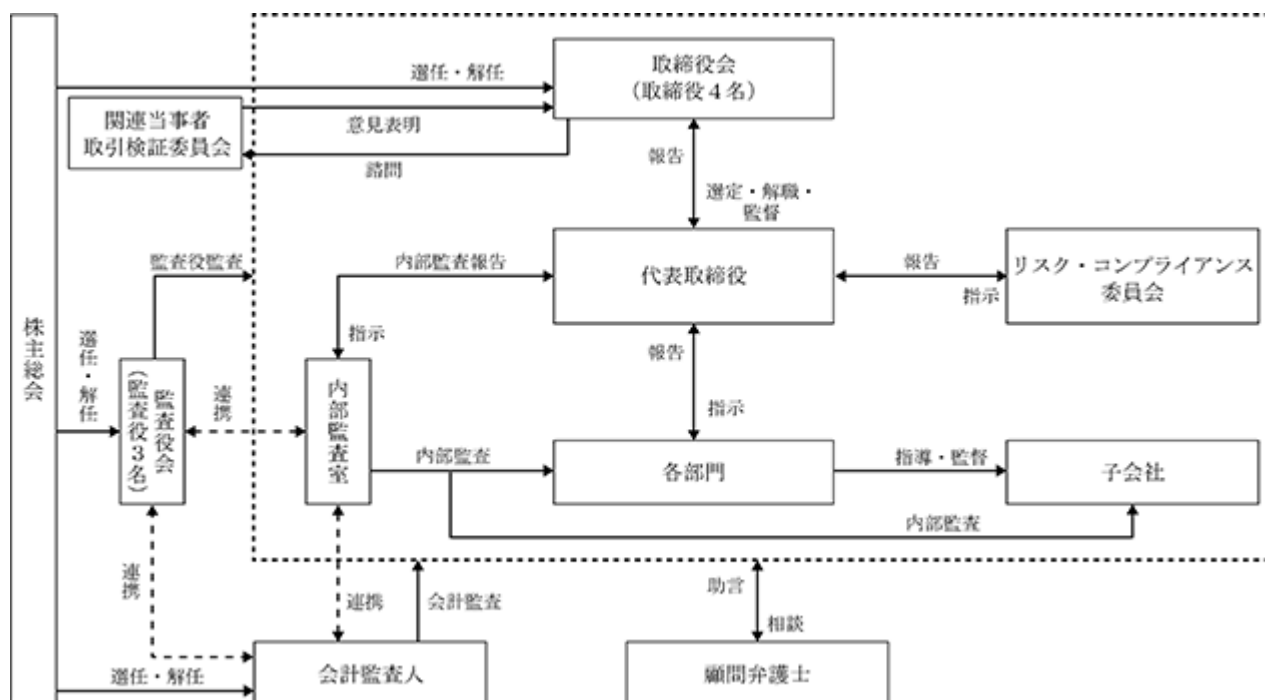 取締役会
(取締役4名)
選任・解任
関連当事者
取引検証委員会
意見表明
諮問
報告
選定・解職・
監督
監査役監査
内部監査報告
代表取締役
報告
指示
リスク・コンプライアンス
委員会
株主総会
選任・解任
指示
報告
監査役会
(監査役3名)
連携
内部監査室
指示
内部監査
各部門
指導・監督
子会社
内部監査
連携
連携
会計監査
助言
相談
選任・解任
会計監査人
顧問弁護士